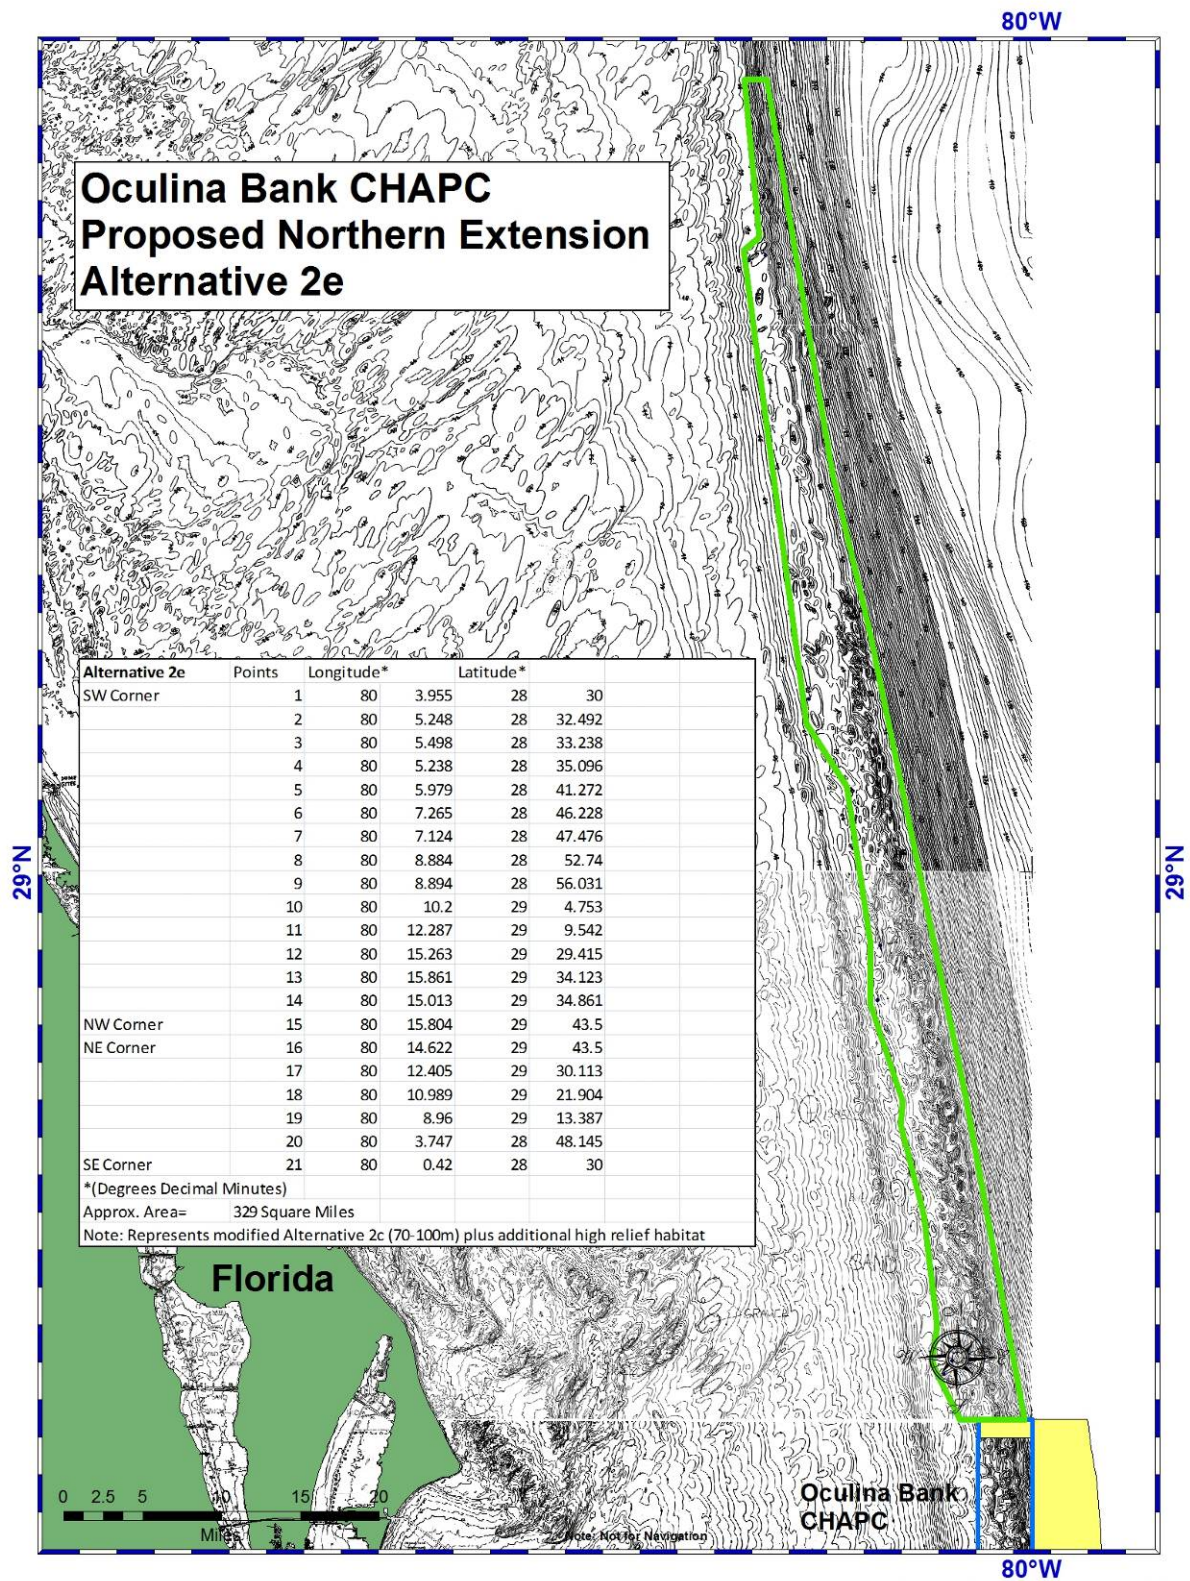 80°W
Oculina Bank CHAPC
Proposed Northern Extension
Alternative 2e
Alternative 2e Points Longitude* Latitude*
SW Corner 1 80 3.955 28 30
2 80 5.248 28 32.492
3 80 5.498 28 33.238
4 80 5.238 28 35.096
5 80 5.979 28 41.272
6 80 7.265 28 46.228
7 80 7.124 28 47.476
8 80 8.884 28 52.74
9 80 8.894 28 56.031
10 80 10.2 29 4.753
11 80 12.287 29 9.542
12 80 15.263 29 29.415
13 80 15.861 29 34.123
14 80 15.013 29 34.861
NW Corner 15 80 15.804 29 43.5
NE Corner 16 80 14.622 29 43.5
17 80 12.405 29 30.113
18 80 10.989 29 21.904
19 80 8.96 29 13.387
20 80 3.747 28 48.145
SE Corner 21 80 0.42 28 30
*(Degrees Decimal Minutes)
Approx. Area= 329 Square Miles
Note: Represents modified Alternative 2c (70-100m) plus additional high relief habitat
29°N
29°N
Florida
0 2.5 5 10 15 20
Miles
Oculina Bank
CHAPC
Note: Not for Navigation
80°W